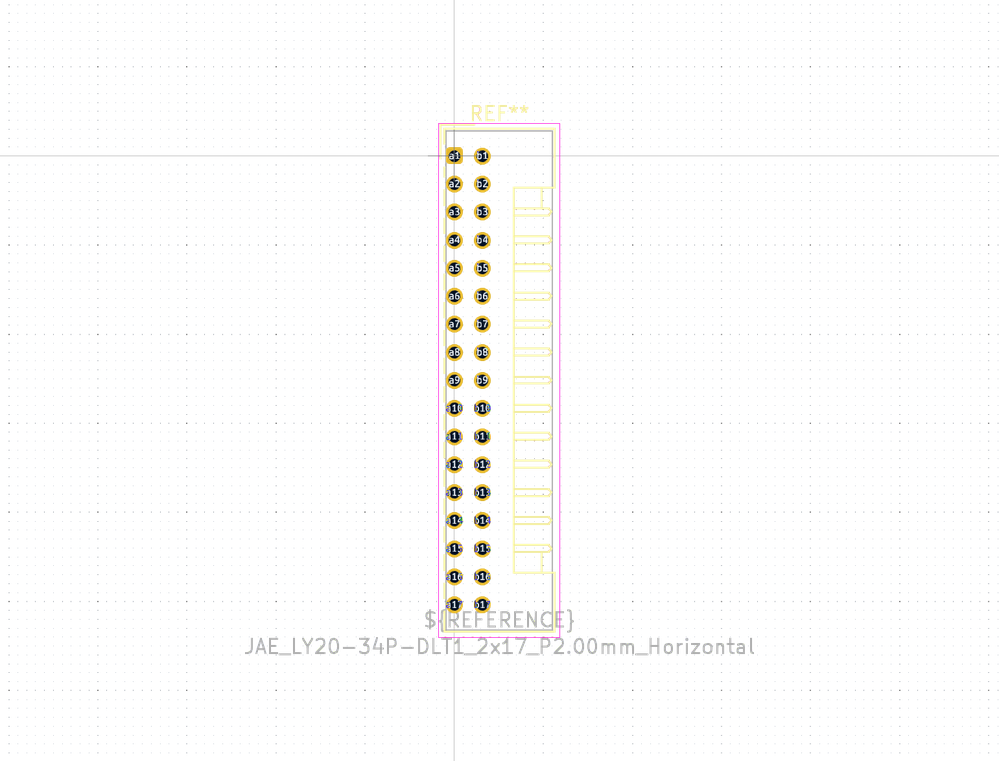 REF**
a1 b1
a2 b2
a3 b3
a4 b4
a5 b5
a6 b6
a7 b7
a8 b8
a9 b9
a10 b10
a11 b11
a12 b12
a13 b13
a14 b14
a15 b15
a16 b16
a17 b17
${REFERENCE}
JAE_LY20-34P-DLT1_2x17_P2.00mm_Horizontal